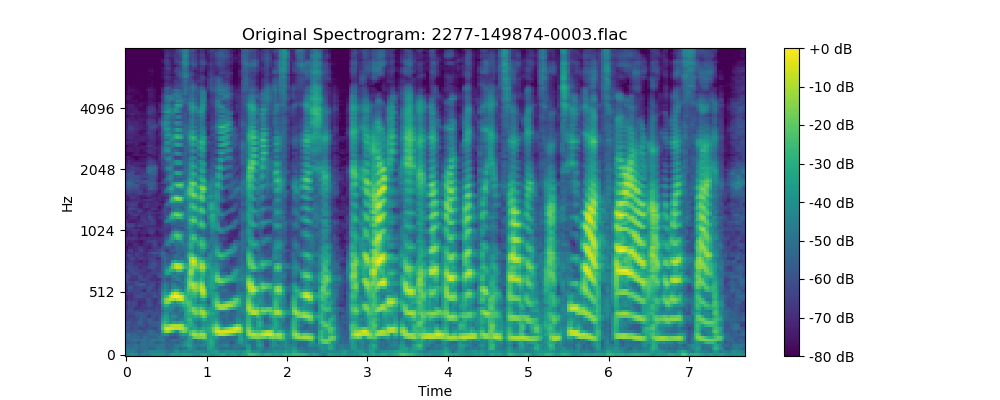 Original Spectrogram: 2277-149874-0003.flac
Hz
4096
2048
1024
512
0
0 1 2 3 4 5 6 7
Time
+0 dB
-10 dB
-20 dB
-30 dB
-40 dB
-50 dB
-60 dB
-70 dB
-80 dB